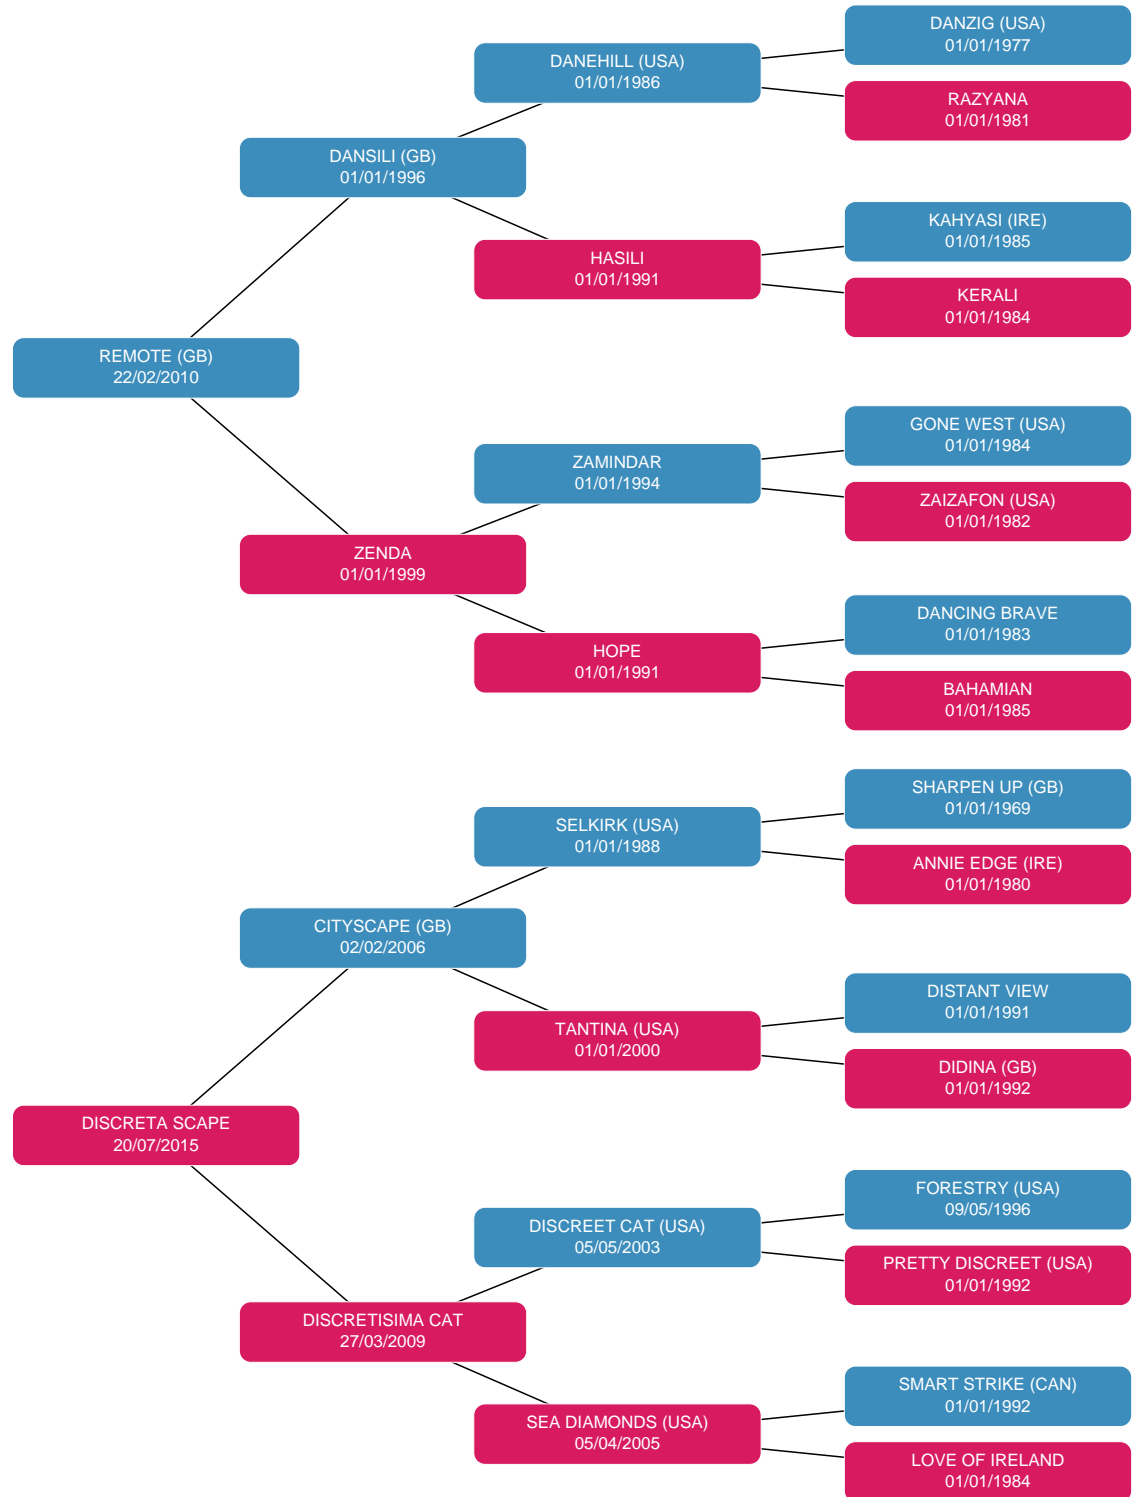 DANZIG (USA)
01/01/1977
DANEHILL (USA)
01/01/1986
RAZYANA
01/01/1981
DANSILI (GB)
01/01/1996
KAHYASI (IRE)
01/01/1985
HASILI
01/01/1991
KERALI
01/01/1984
REMOTE (GB)
22/02/2010
GONE WEST (USA)
01/01/1984
ZAMINDAR
01/01/1994
ZAIZAFON (USA)
01/01/1982
ZENDA
01/01/1999
DANCING BRAVE
01/01/1983
HOPE
01/01/1991
BAHAMIAN
01/01/1985
SHARPEN UP (GB)
01/01/1969
SELKIRK (USA)
01/01/1988
ANNIE EDGE (IRE)
01/01/1980
CITYSCAPE (GB)
02/02/2006
DISTANT VIEW
01/01/1991
TANTINA (USA)
01/01/2000
DIDINA (GB)
01/01/1992
DISCRETA SCAPE
20/07/2015
FORESTRY (USA)
09/05/1996
DISCREET CAT (USA)
05/05/2003
PRETTY DISCREET (USA)
01/01/1992
DISCRETISIMA CAT
27/03/2009
SMART STRIKE (CAN)
01/01/1992
SEA DIAMONDS (USA)
05/04/2005
LOVE OF IRELAND
01/01/1984